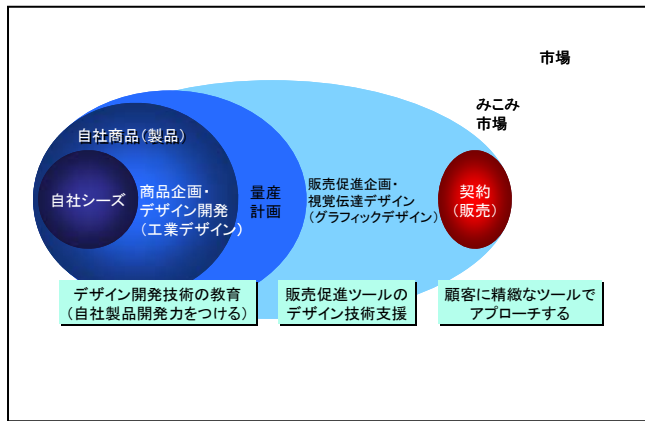 市場
みこみ
市場
自社商品(製品)
自社シーズ
商品企画・
デザイン開発
(工業デザイン)
量産
計画
販売促進企画・
視覚伝達デザイン
(グラフィックデザイン)
契約
(販売)
デザイン開発技術の教育
(自社製品開発力をつける)
販売促進ツールの
デザイン技術支援
顧客に精緻なツールで
アプローチする